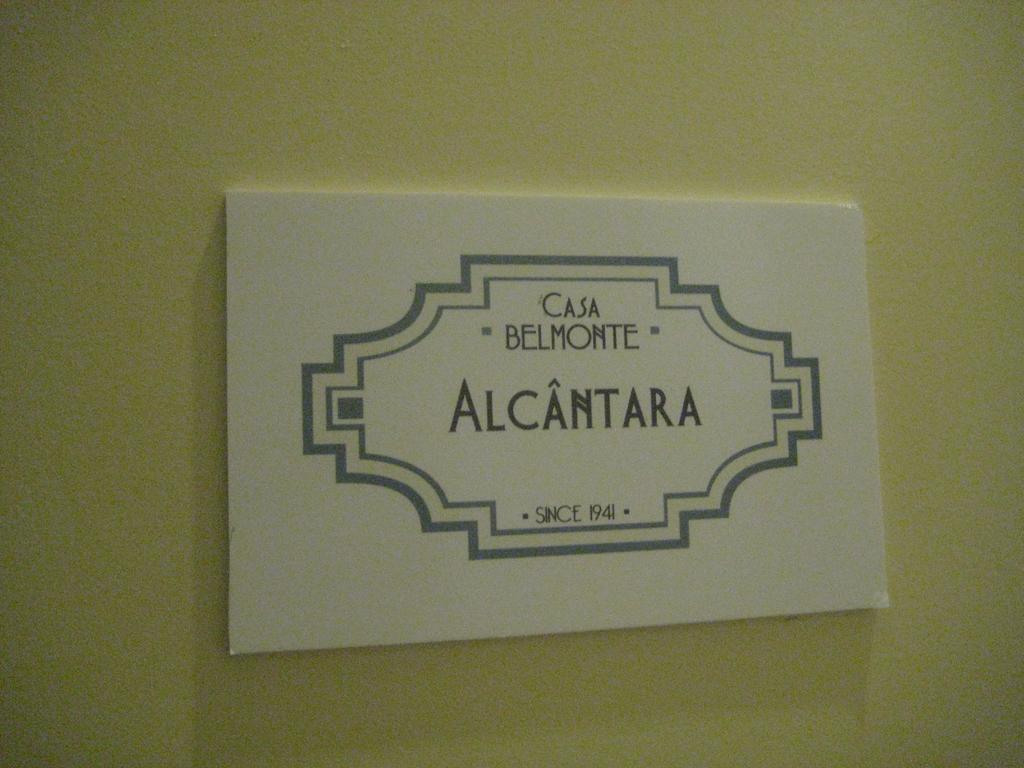 CASA
▪ BELMONTE ▪
ALCÂNTARA
▪ SINCE 1941 ▪